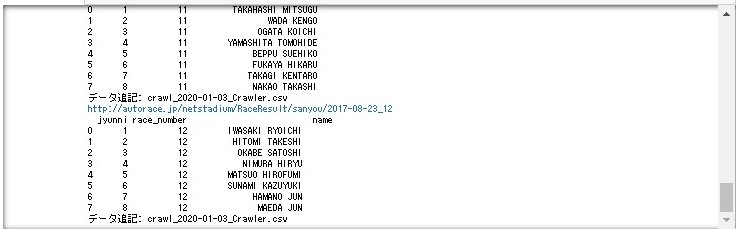 0 1 11 TAKAHASHI MITSUGU
1 2 11 WADA KENGO
2 3 11 OGATA KOICHI
3 4 11 YAMASHITA TOMOHIDE
4 5 11 BEPPU SUEHIKO
5 6 11 FUKAYA HIKARU
6 7 11 TAKAGI KENTARO
7 8 11 NAKAO TAKASHI
データ追記: crawl_2020-01-03_Crawler.csv
http://autorace.jp/netstadium/RaceResult/sanyou/2017-08-23_12
jyunni race_number name
0 1 12 IWASAKI RYOICHI
1 2 12 HITOMI TAKESHI
2 3 12 OKABE SATOSHI
3 4 12 NIMURA HIRYU
4 5 12 MATSUO HIROFUMI
5 6 12 SUNAMI KAZUYUKI
6 7 12 HAMANO JUN
7 8 12 MAEDA JUN
データ追記: crawl_2020-01-03_Crawler.csv